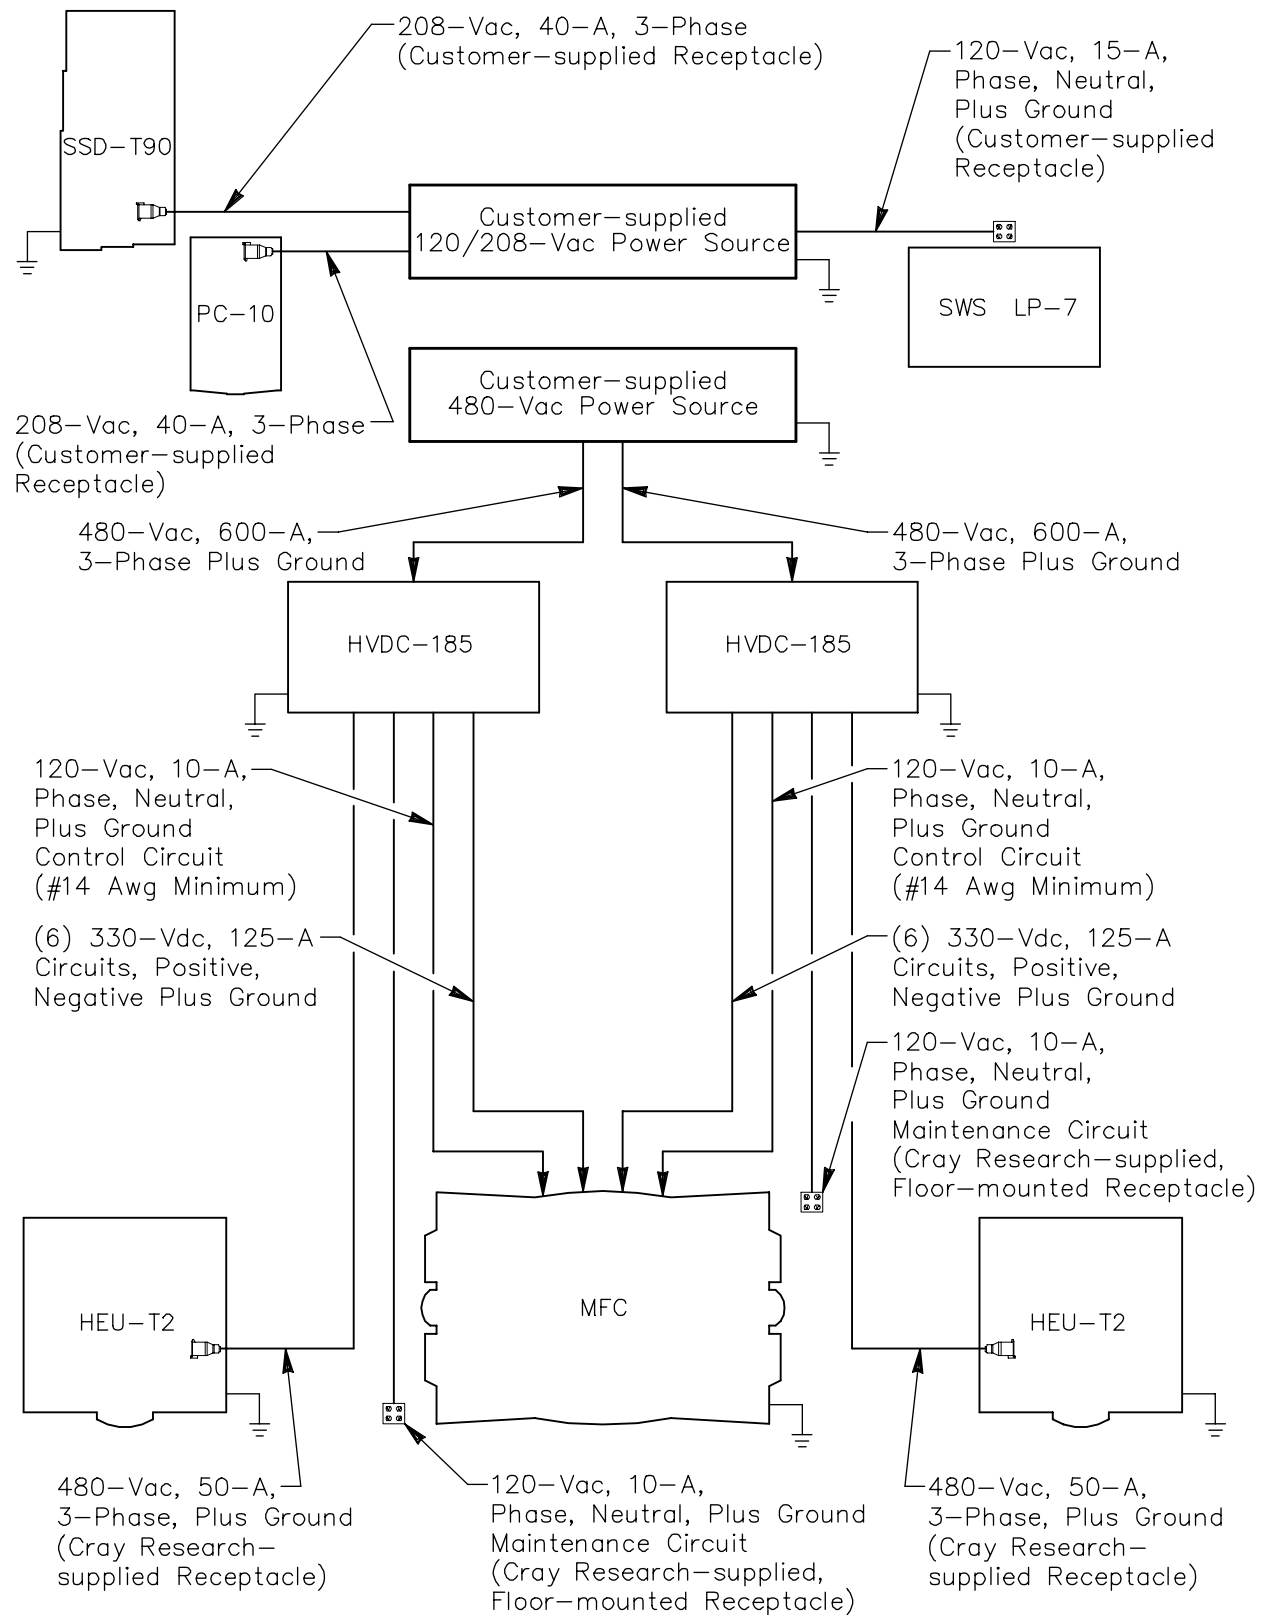 208-Vac, 40-A, 3-Phase
(Customer-supplied Receptacle)
120-Vac, 15-A,
Phase, Neutral,
Plus Ground
(Customer-supplied
Receptacle)
SSD-T90
Customer-supplied
120/208-Vac Power Source
PC-10
SWS LP-7
Customer-supplied
480-Vac Power Source
208-Vac, 40-A, 3-Phase
(Customer-supplied
Receptacle)
480-Vac, 600-A,
3-Phase Plus Ground
480-Vac, 600-A,
3-Phase Plus Ground
HVDC-185
HVDC-185
120-Vac, 10-A,
Phase, Neutral,
Plus Ground
Control Circuit
(#14 Awg Minimum)
120-Vac, 10-A,
Phase, Neutral,
Plus Ground
Control Circuit
(#14 Awg Minimum)
(6) 330-Vdc, 125-A
Circuits, Positive,
Negative Plus Ground
(6) 330-Vdc, 125-A
Circuits, Positive,
Negative Plus Ground
120-Vac, 10-A,
Phase, Neutral,
Plus Ground
Maintenance Circuit
(Cray Research-supplied,
Floor-mounted Receptacle)
HEU-T2
MFC
HEU-T2
480-Vac, 50-A,
3-Phase, Plus Ground
(Cray Research-
supplied Receptacle)
120-Vac, 10-A,
Phase, Neutral, Plus Ground
Maintenance Circuit
(Cray Research-supplied,
Floor-mounted Receptacle)
480-Vac, 50-A,
3-Phase, Plus Ground
(Cray Research-
supplied Receptacle)